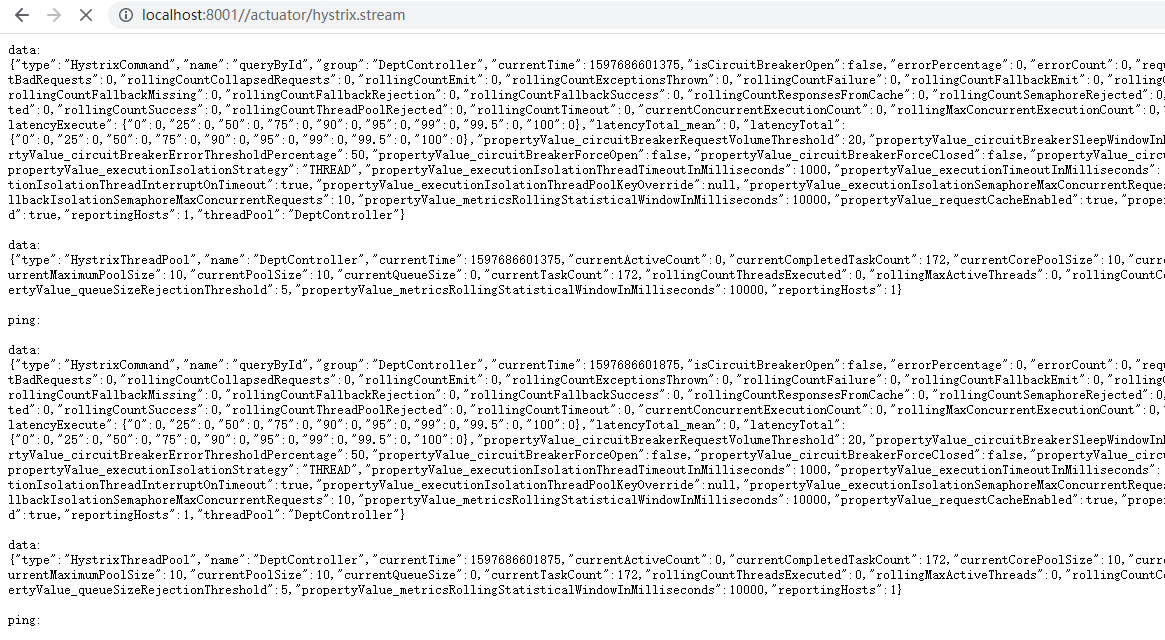 localhost:8001//actuator/hystrix.stream
data:
{"type":"HystrixCommand","name":"queryById","group":"DeptController","currentTime":1597686601375,"isCircuitBreakerOpen":false,"errorPercentage":0,"errorCount":0,"requ
tBadRequests":0,"rollingCountCollapsedRequests":0,"rollingCountEmit":0,"rollingCountExceptionsThrown":0,"rollingCountFailure":0,"rollingCountFallbackEmit":0,"rolling
rollingCountFallbackMissing":0,"rollingCountFallbackRejection":0,"rollingCountFallbackSuccess":0,"rollingCountResponsesFromCache":0,"rollingCountSemaphoreRejected":0,
ted":0,"rollingCountSuccess":0,"rollingCountThreadPoolRejected":0,"rollingCountTimeout":0,"currentConcurrentExecutionCount":0,"rollingMaxConcurrentExecutionCount":0,
latencyExecute":{"0":0,"25":0,"50":0,"75":0,"90":0,"95":0,"99":0,"99.5":0,"100":0},"latencyTotal_mean":0,"latencyTotal":
{"0":0,"25":0,"50":0,"75":0,"90":0,"95":0,"99":0,"99.5":0,"100":0},"propertyValue_circuitBreakerRequestVolumeThreshold":20,"propertyValue_circuitBreakerSleepWindowIn
rtyValue_circuitBreakerErrorThresholdPercentage":50,"propertyValue_circuitBreakerForceOpen":false,"propertyValue_circuitBreakerForceClosed":false,"propertyValue_circu
propertyValue_executionIsolationStrategy":"THREAD","propertyValue_executionIsolationThreadTimeoutInMilliseconds":1000,"propertyValue_executionTimeoutInMilliseconds":
tionIsolationThreadInterruptOnTimeout":true,"propertyValue_executionIsolationThreadPoolKeyOverride":null,"propertyValue_executionIsolationSemaphoreMaxConcurrentReque
llbackIsolationSemaphoreMaxConcurrentRequests":10,"propertyValue_metricsRollingStatisticalWindowInMilliseconds":10000,"propertyValue_requestCacheEnabled":true,"prope
d":true,"reportingHosts":1,"threadPool":"DeptController"}
data:
{"type":"HystrixThreadPool","name":"DeptController","currentTime":1597686601375,"currentActiveCount":0,"currentCompletedTaskCount":172,"currentCorePoolSize":10,"curre
urrentMaximumPoolSize":10,"currentPoolSize":10,"currentQueueSize":0,"currentTaskCount":172,"rollingCountThreadsExecuted":0,"rollingMaxActiveThreads":0,"rollingCountCo
ertyValue_queueSizeRejectionThreshold":5,"propertyValue_metricsRollingStatisticalWindowInMilliseconds":10000,"reportingHosts":1}
ping:
data:
{"type":"HystrixCommand","name":"queryById","group":"DeptController","currentTime":1597686601875,"isCircuitBreakerOpen":false,"errorPercentage":0,"errorCount":0,"requ
tBadRequests":0,"rollingCountCollapsedRequests":0,"rollingCountEmit":0,"rollingCountExceptionsThrown":0,"rollingCountFailure":0,"rollingCountFallbackEmit":0,"rolling
rollingCountFallbackMissing":0,"rollingCountFallbackRejection":0,"rollingCountFallbackSuccess":0,"rollingCountResponsesFromCache":0,"rollingCountSemaphoreRejected":0,
ted":0,"rollingCountSuccess":0,"rollingCountThreadPoolRejected":0,"rollingCountTimeout":0,"currentConcurrentExecutionCount":0,"rollingMaxConcurrentExecutionCount":0,
latencyExecute":{"0":0,"25":0,"50":0,"75":0,"90":0,"95":0,"99":0,"99.5":0,"100":0},"latencyTotal_mean":0,"latencyTotal":
{"0":0,"25":0,"50":0,"75":0,"90":0,"95":0,"99":0,"99.5":0,"100":0},"propertyValue_circuitBreakerRequestVolumeThreshold":20,"propertyValue_circuitBreakerSleepWindowIn
rtyValue_circuitBreakerErrorThresholdPercentage":50,"propertyValue_circuitBreakerForceOpen":false,"propertyValue_circuitBreakerForceClosed":false,"propertyValue_circu
propertyValue_executionIsolationStrategy":"THREAD","propertyValue_executionIsolationThreadTimeoutInMilliseconds":1000,"propertyValue_executionTimeoutInMilliseconds":
tionIsolationThreadInterruptOnTimeout":true,"propertyValue_executionIsolationThreadPoolKeyOverride":null,"propertyValue_executionIsolationSemaphoreMaxConcurrentReque
llbackIsolationSemaphoreMaxConcurrentRequests":10,"propertyValue_metricsRollingStatisticalWindowInMilliseconds":10000,"propertyValue_requestCacheEnabled":true,"prope
d":true,"reportingHosts":1,"threadPool":"DeptController"}
data:
{"type":"HystrixThreadPool","name":"DeptController","currentTime":1597686601875,"currentActiveCount":0,"currentCompletedTaskCount":172,"currentCorePoolSize":10,"curre
urrentMaximumPoolSize":10,"currentPoolSize":10,"currentQueueSize":0,"currentTaskCount":172,"rollingCountThreadsExecuted":0,"rollingMaxActiveThreads":0,"rollingCountCo
ertyValue_queueSizeRejectionThreshold":5,"propertyValue_metricsRollingStatisticalWindowInMilliseconds":10000,"reportingHosts":1}
ping: